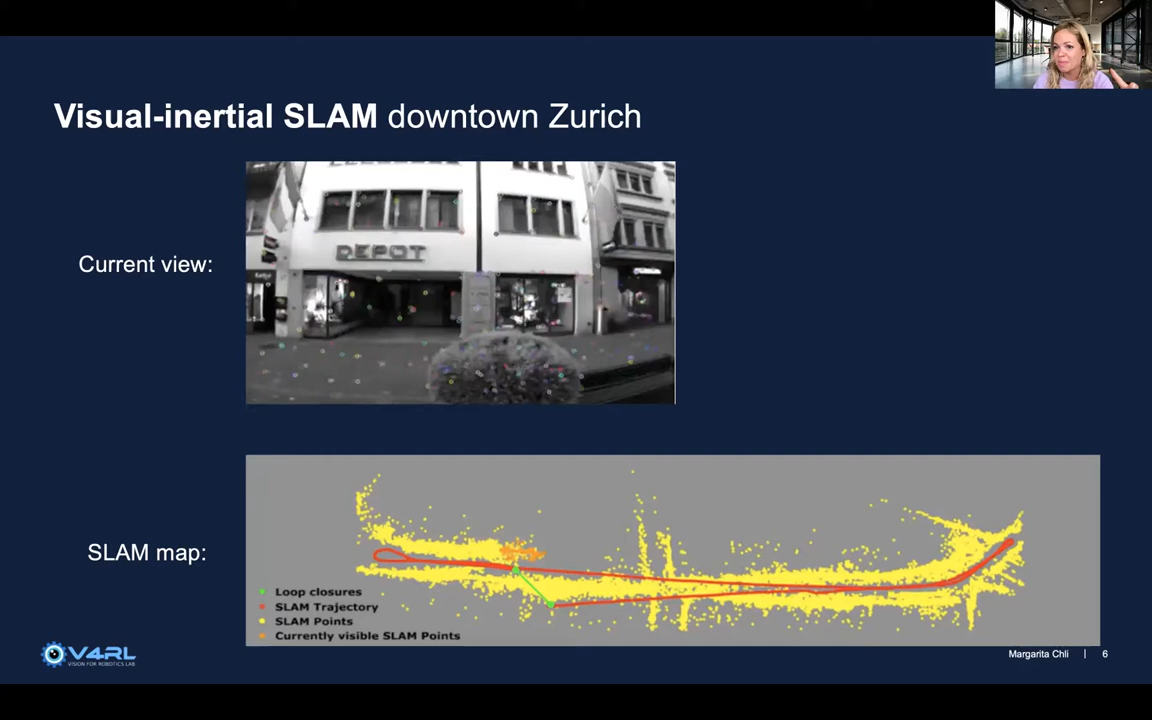 Visual-inertial SLAM downtown Zurich
DEPOT
Current view:
SLAM map:
Loop closures
SLAM Trajectory
SLAM Points
Currently visible SLAM Points
V4RL
VISION FOR ROBOTICS LAB
Margarita Chli | 6